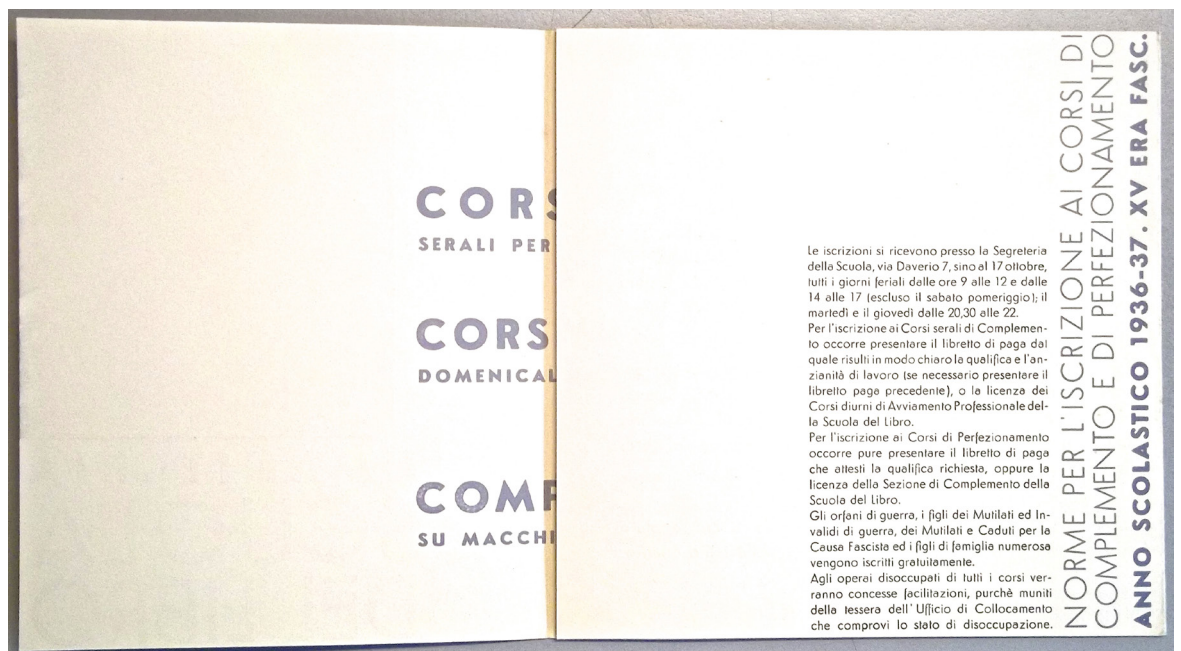 CORS
SERALI PER
CORS
DOMENICAL
COMP
SU MACCHI
Le iscrizioni si ricevono presso la Segreteria
della Scuola, via Daverio 7, sino al 17 ottobre,
tutti i giorni feriali dalle ore 9 alle 12 e dalle
14 alle 17 (escluso il sabato pomeriggio); il
martedì e il giovedì dalle 20,30 alle 22.
Per l'iscrizione ai Corsi serali di Complemen-
to occorre presentare il libretto di paga dal
quale risulti in modo chiaro la qualifica e l'an-
zianità di lavoro (se necessario presentare il
libretto paga precedente), o la licenza dei
Corsi diurni di Avviamento Professionale del-
la Scuola del Libro.
Per l'iscrizione ai Corsi di Perfezionamento
occorre pure presentare il libretto di paga
che attesti la qualifica richiesta, oppure la
licenza della Sezione di Complemento della
Scuola del Libro.
Gli orfani di guerra, i figli dei Mutilati ed In-
validi di guerra, dei Mutilati e Caduti per la
Causa Fascista ed i figli di famiglia numerosa
vengono iscritti gratuitamente.
Agli operai disoccupati di tutti i corsi ver-
ranno concesse facilitazioni, purchè muniti
della tessera dell'Ufficio di Collocamento
che comprovi lo stato di disoccupazione.
NORME PER L'ISCRIZIONE AI CORSI DI
COMPLEMENTO E DI PERFEZIONAMENTO
ANNO SCOLASTICO 1936-37. XV ERA FASC.